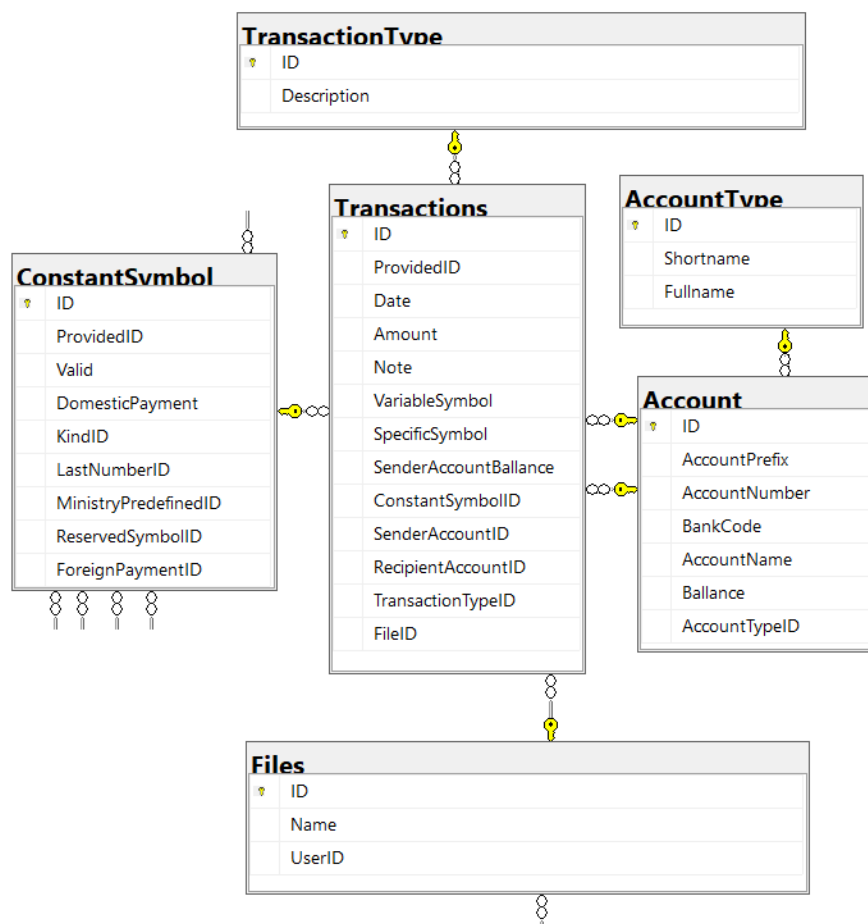 TransactionType
ID
Description
Transactions
ID
ProvidedID
Date
Amount
Note
VariableSymbol
SpecificSymbol
SenderAccountBallance
ConstantSymbolID
SenderAccountID
RecipientAccountID
TransactionTypeID
FileID
AccountType
ID
Shortname
Fullname
ConstantSymbol
ID
ProvidedID
Valid
DomesticPayment
KindID
LastNumberID
MinistryPredefinedID
ReservedSymbolID
ForeignPaymentID
Account
ID
AccountPrefix
AccountNumber
BankCode
AccountName
Ballance
AccountTypeID
Files
ID
Name
UserID